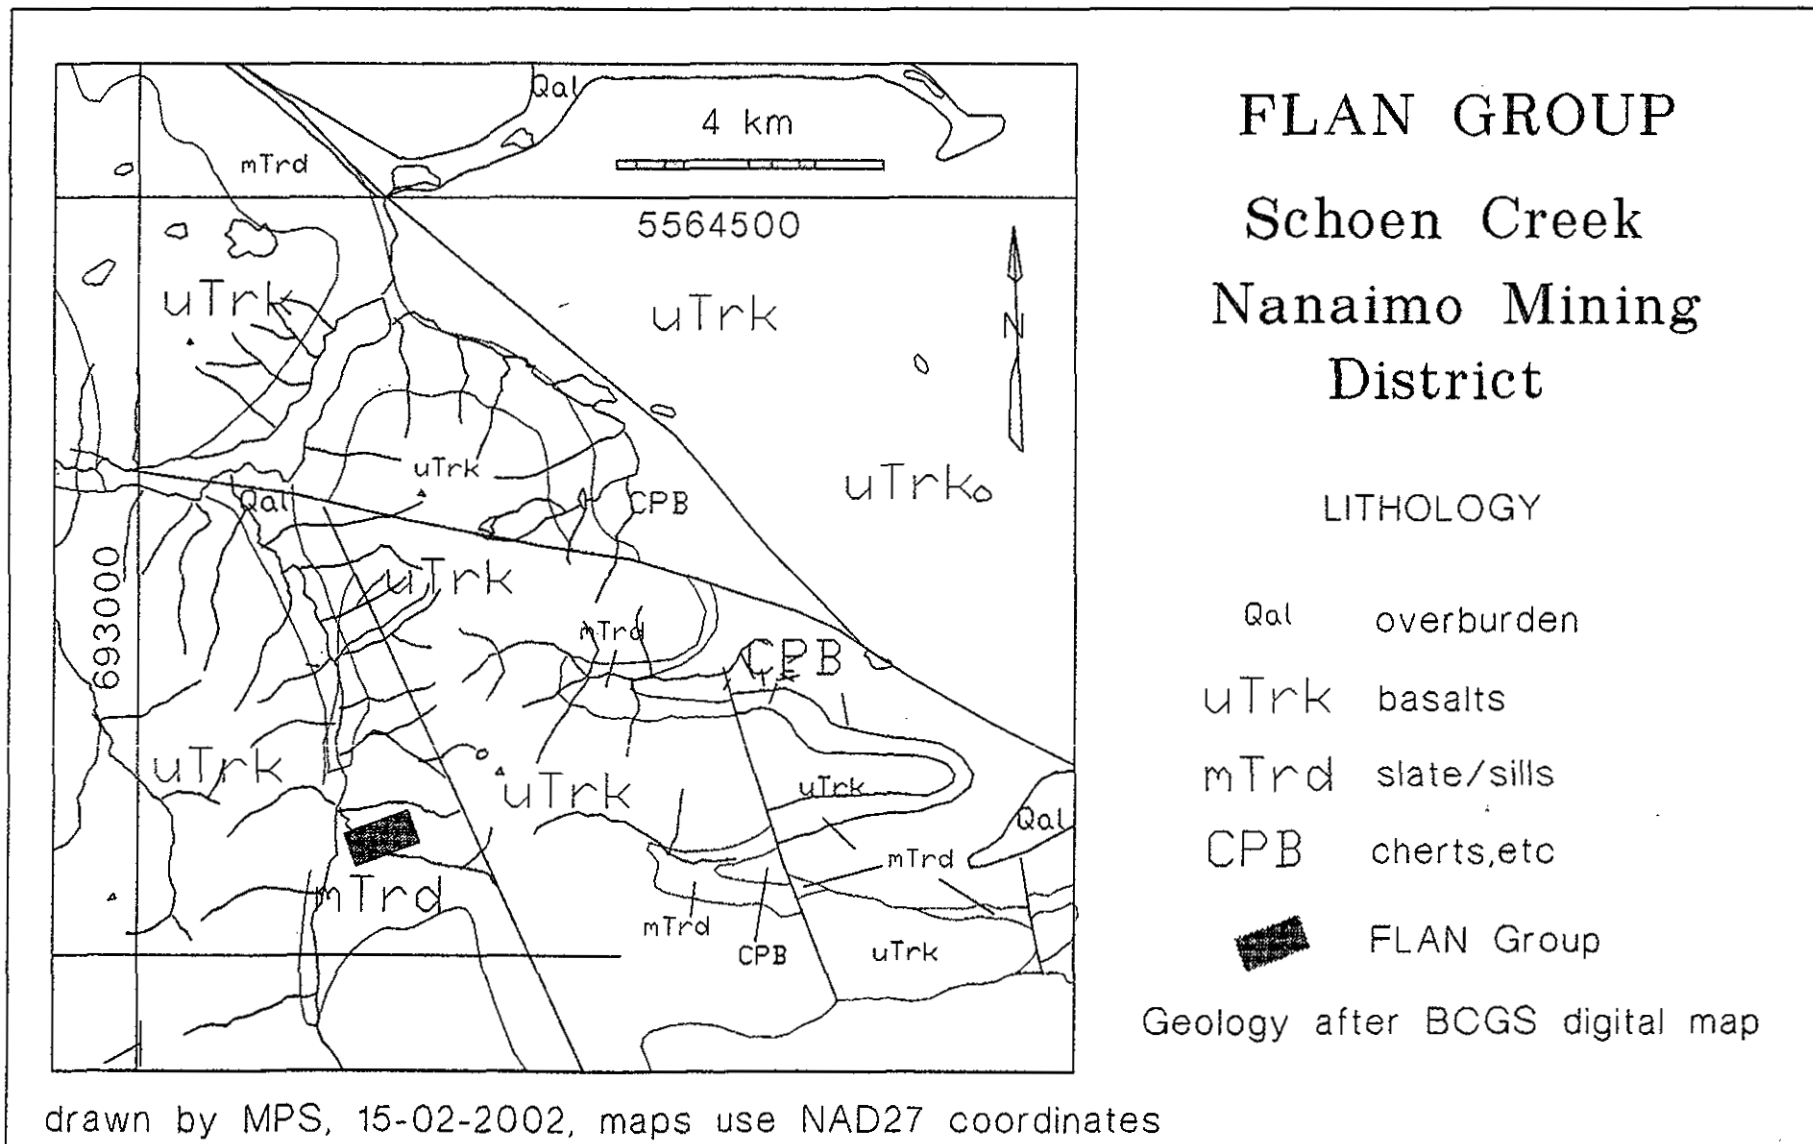 FLAN GROUP
Schoen Creek
Nanaimo Mining
District
LITHOLOGY
Qal overburden
uTrk basalts
mTrd slate/sills
CPB cherts,etc
FLAN Group
Geology after BCGS digital map
Qal
4 km
mTrd
5564500
uTrk
uTrk
N
uTrk
uTrk
Qal
CPB
uTrk
693000
mTrd
CPB
uTrk
uTrk
uTrk
Qal
mTrd
mTrd
mTrd
CPB
uTrk
drawn by MPS, 15-02-2002, maps use NAD27 coordinates